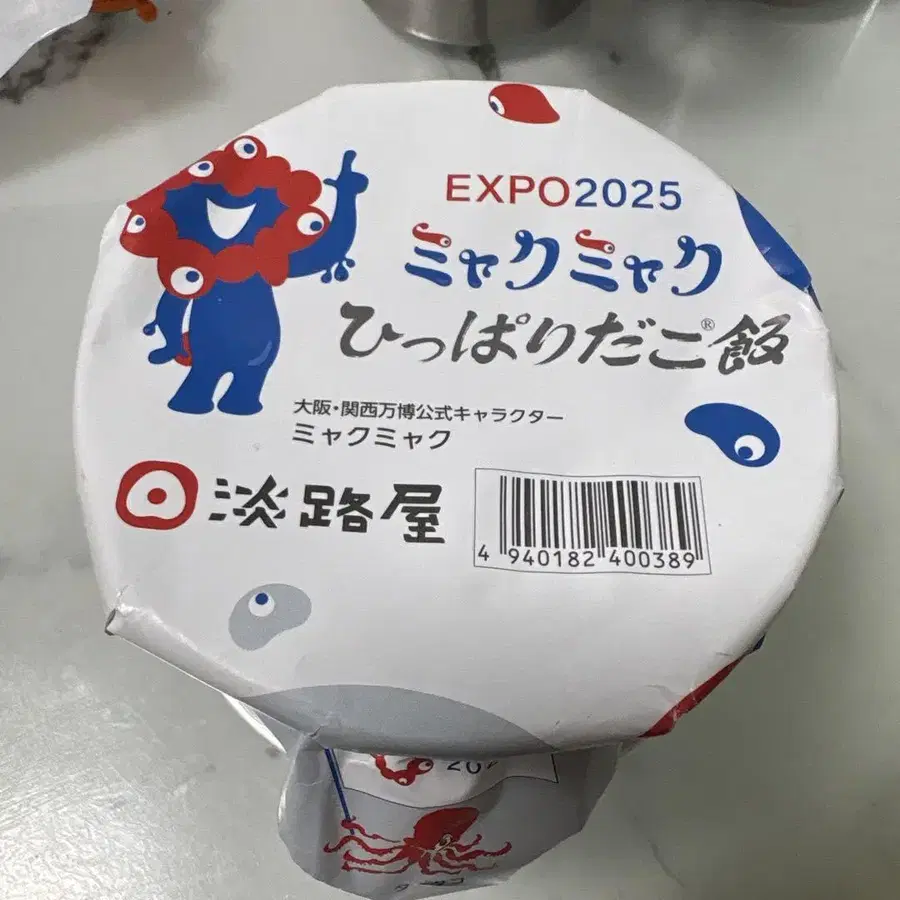 EXPO2025
ミャクミャク
ひっぱりだこ®飯
大阪・関西万博公式キャラクター
ミャクミャク
淡路屋
4 940182 400389